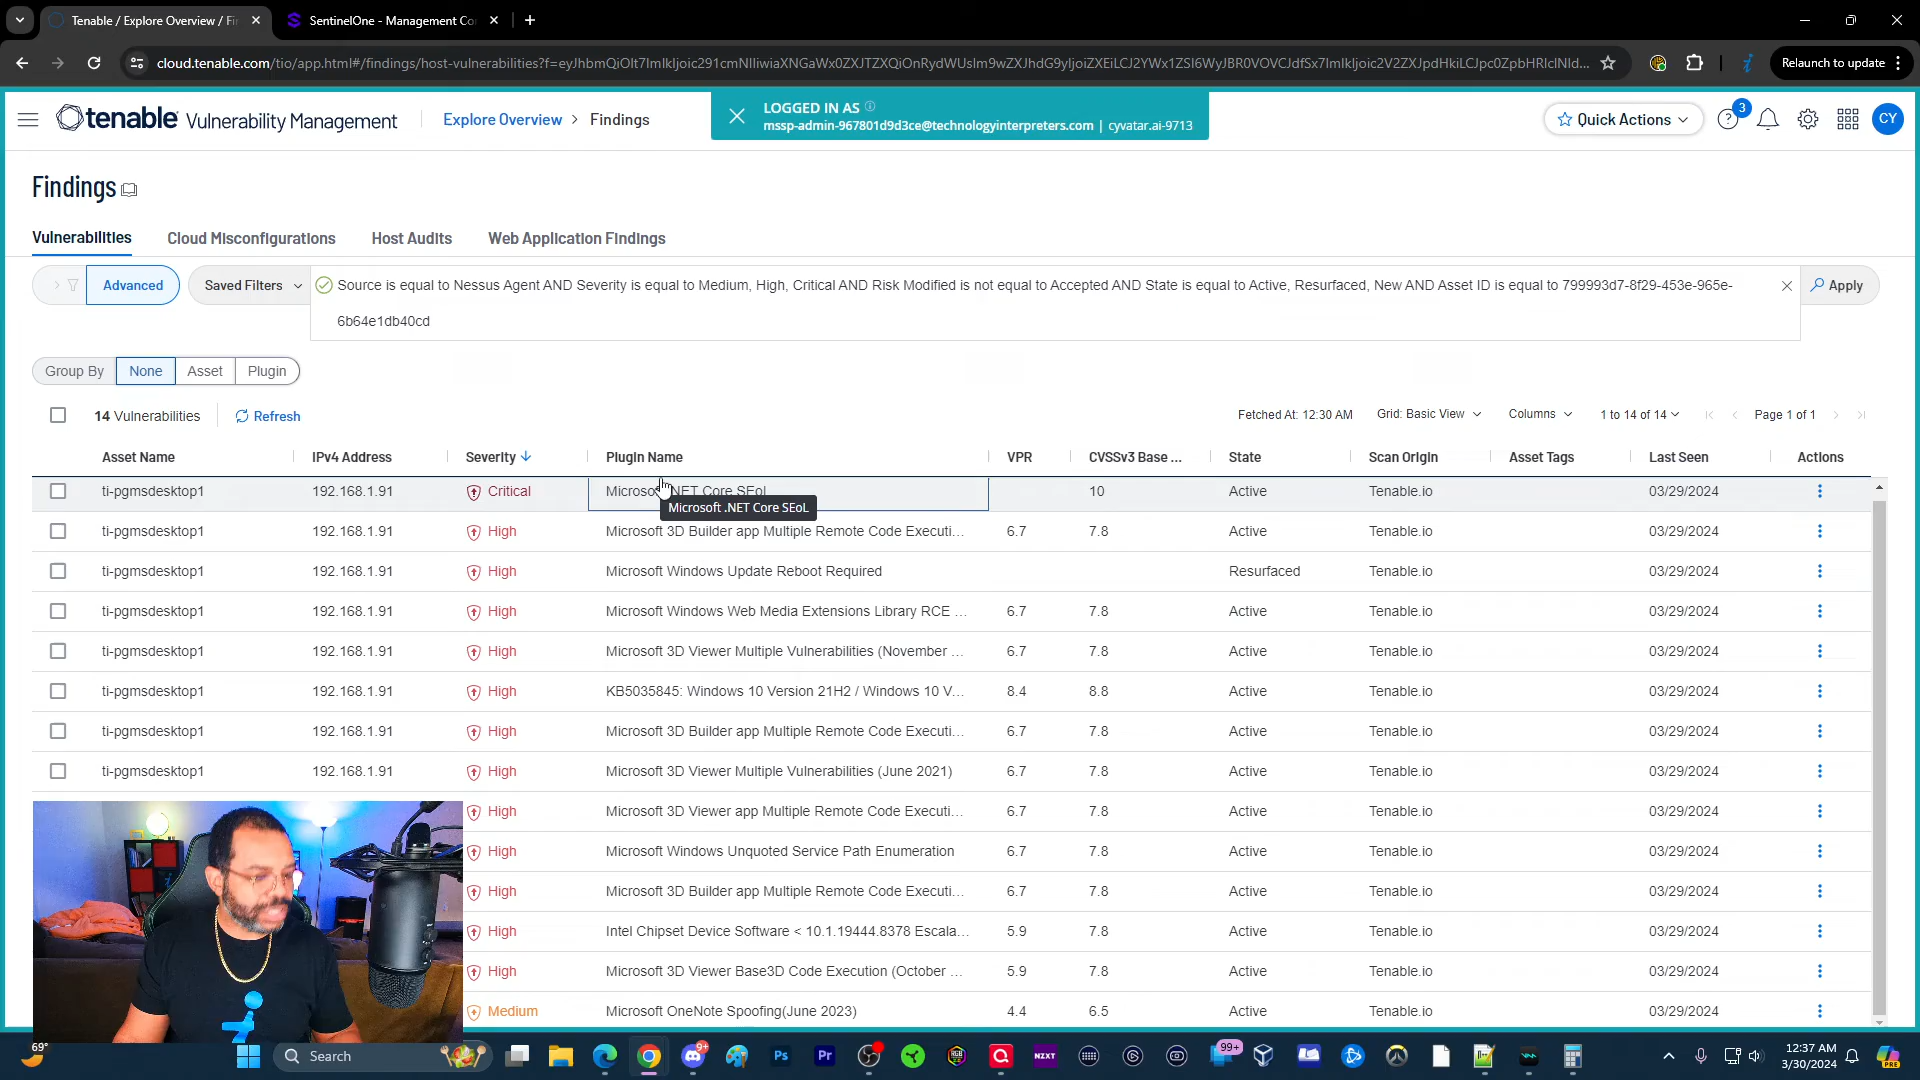 Tenable / Explore Overview / Fi
SentinelOne - Management Co
cloud.tenable.com
Relaunch to update
tenable Vulnerability Management
Explore Overview > Findings
LOGGED IN AS
mssp-admin-967801d9d3ce@technologyinterpreters.com | cyvatar.ai-9713
Quick Actions
3
CY
Findings
Vulnerabilities Cloud Misconfigurations Host Audits Web Application Findings
Advanced
Saved Filters
Source is equal to Nessus Agent AND Severity is equal to Medium, High, Critical AND Risk Modified is not equal to Accepted AND State is equal to Active, Resurfaced, New AND Asset ID is equal to 799993d7-8f29-453e-965e-
6b64e1db40cd
Apply
Group By None Asset Plugin
14 Vulnerabilities
Refresh
Fetched At: 12:30 AM Grid: Basic View Columns 1 to 14 of 14 Page 1 of 1
Asset Name IPv4 Address Severity Plugin Name VPR CVSSv3 Base ... State Scan Origin Asset Tags Last Seen Actions
ti-pgmsdesktop1 192.168.1.91 Critical Microsoft .NET Core SEoL 10 Active Tenable.io 03/29/2024
Microsoft .NET Core SEoL
ti-pgmsdesktop1 192.168.1.91 High Microsoft 3D Builder app Multiple Remote Code Executi... 6.7 7.8 Active Tenable.io 03/29/2024
ti-pgmsdesktop1 192.168.1.91 High Microsoft Windows Update Reboot Required Resurfaced Tenable.io 03/29/2024
ti-pgmsdesktop1 192.168.1.91 High Microsoft Windows Web Media Extensions Library RCE ... 6.7 7.8 Active Tenable.io 03/29/2024
ti-pgmsdesktop1 192.168.1.91 High Microsoft 3D Viewer Multiple Vulnerabilities (November ... 6.7 7.8 Active Tenable.io 03/29/2024
ti-pgmsdesktop1 192.168.1.91 High KB5035845: Windows 10 Version 21H2 / Windows 10 V... 8.4 8.8 Active Tenable.io 03/29/2024
ti-pgmsdesktop1 192.168.1.91 High Microsoft 3D Builder app Multiple Remote Code Executi... 6.7 7.8 Active Tenable.io 03/29/2024
ti-pgmsdesktop1 192.168.1.91 High Microsoft 3D Viewer Multiple Vulnerabilities (June 2021) 6.7 7.8 Active Tenable.io 03/29/2024
High Microsoft 3D Viewer app Multiple Remote Code Executi... 6.7 7.8 Active Tenable.io 03/29/2024
High Microsoft Windows Unquoted Service Path Enumeration 6.7 7.8 Active Tenable.io 03/29/2024
High Microsoft 3D Builder app Multiple Remote Code Executi... 6.7 7.8 Active Tenable.io 03/29/2024
High Intel Chipset Device Software < 10.1.19444.8378 Escala... 5.9 7.8 Active Tenable.io 03/29/2024
High Microsoft 3D Viewer Base3D Code Execution (October ... 5.9 7.8 Active Tenable.io 03/29/2024
Medium Microsoft OneNote Spoofing(June 2023) 4.4 6.5 Active Tenable.io 03/29/2024
69°
Search
9+
Ps
Pr
NZXT
99+
12:37 AM
3/30/2024
PRE